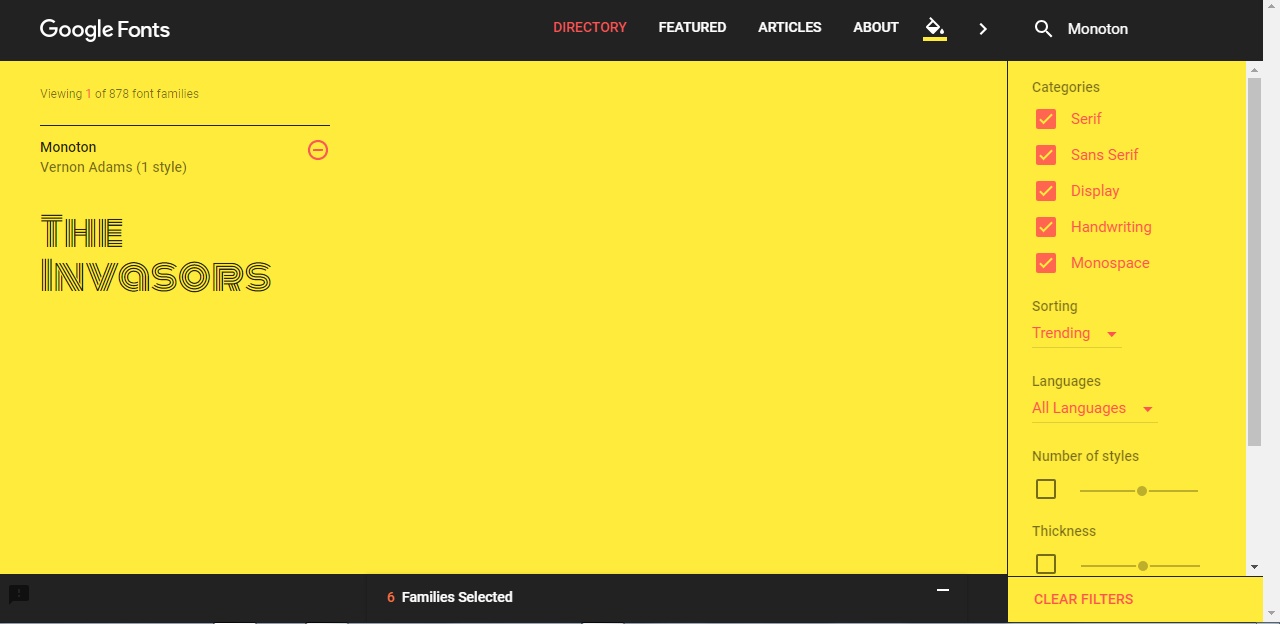 Google Fonts
DIRECTORY FEATURED ARTICLES ABOUT
Monoton
Viewing 1 of 878 font families
Monoton
Vernon Adams (1 style)
The
Invasors
Categories
Serif
Sans Serif
Display
Handwriting
Monospace
Sorting
Trending
Languages
All Languages
Number of styles
Thickness
6 Families Selected
CLEAR FILTERS